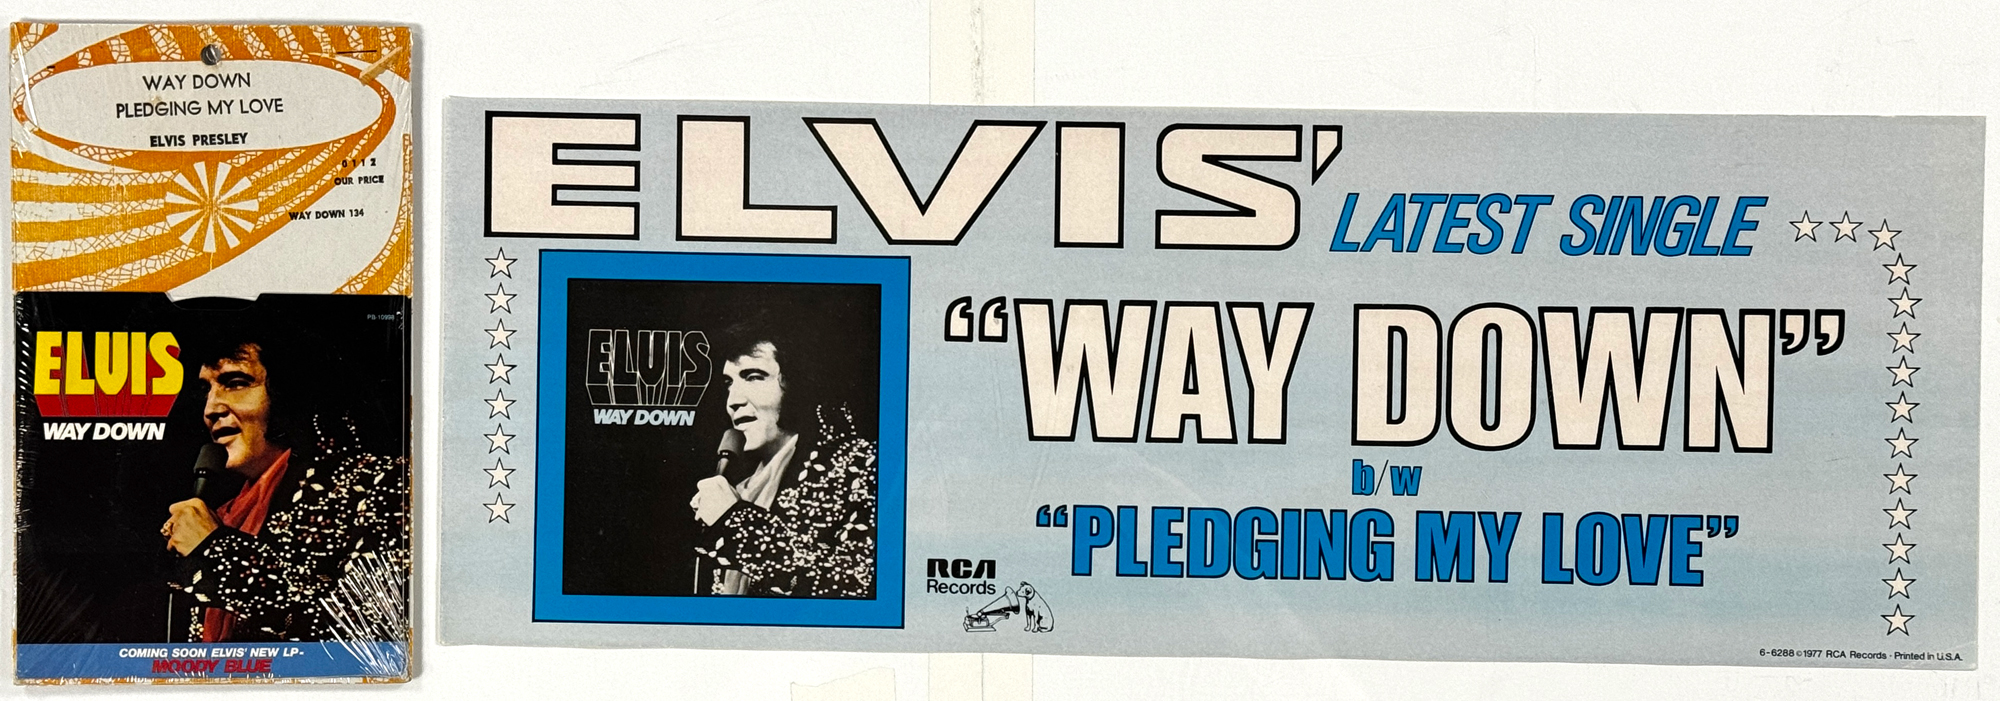 WAY DOWN
PLEDGING MY LOVE
ELVIS PRESLEY
0112
OUR PRICE
WAY DOWN 134
PB-10998
ELVIS
WAY DOWN
COMING SOON ELVIS' NEW LP-
MOODY BLUE
ELVIS'
LATEST SINGLE
ELVIS
WAY DOWN
“WAY DOWN”
b/w
“PLEDGING MY LOVE”
RCA
Records
6-6288 ©1977 RCA Records · Printed in U.S.A.